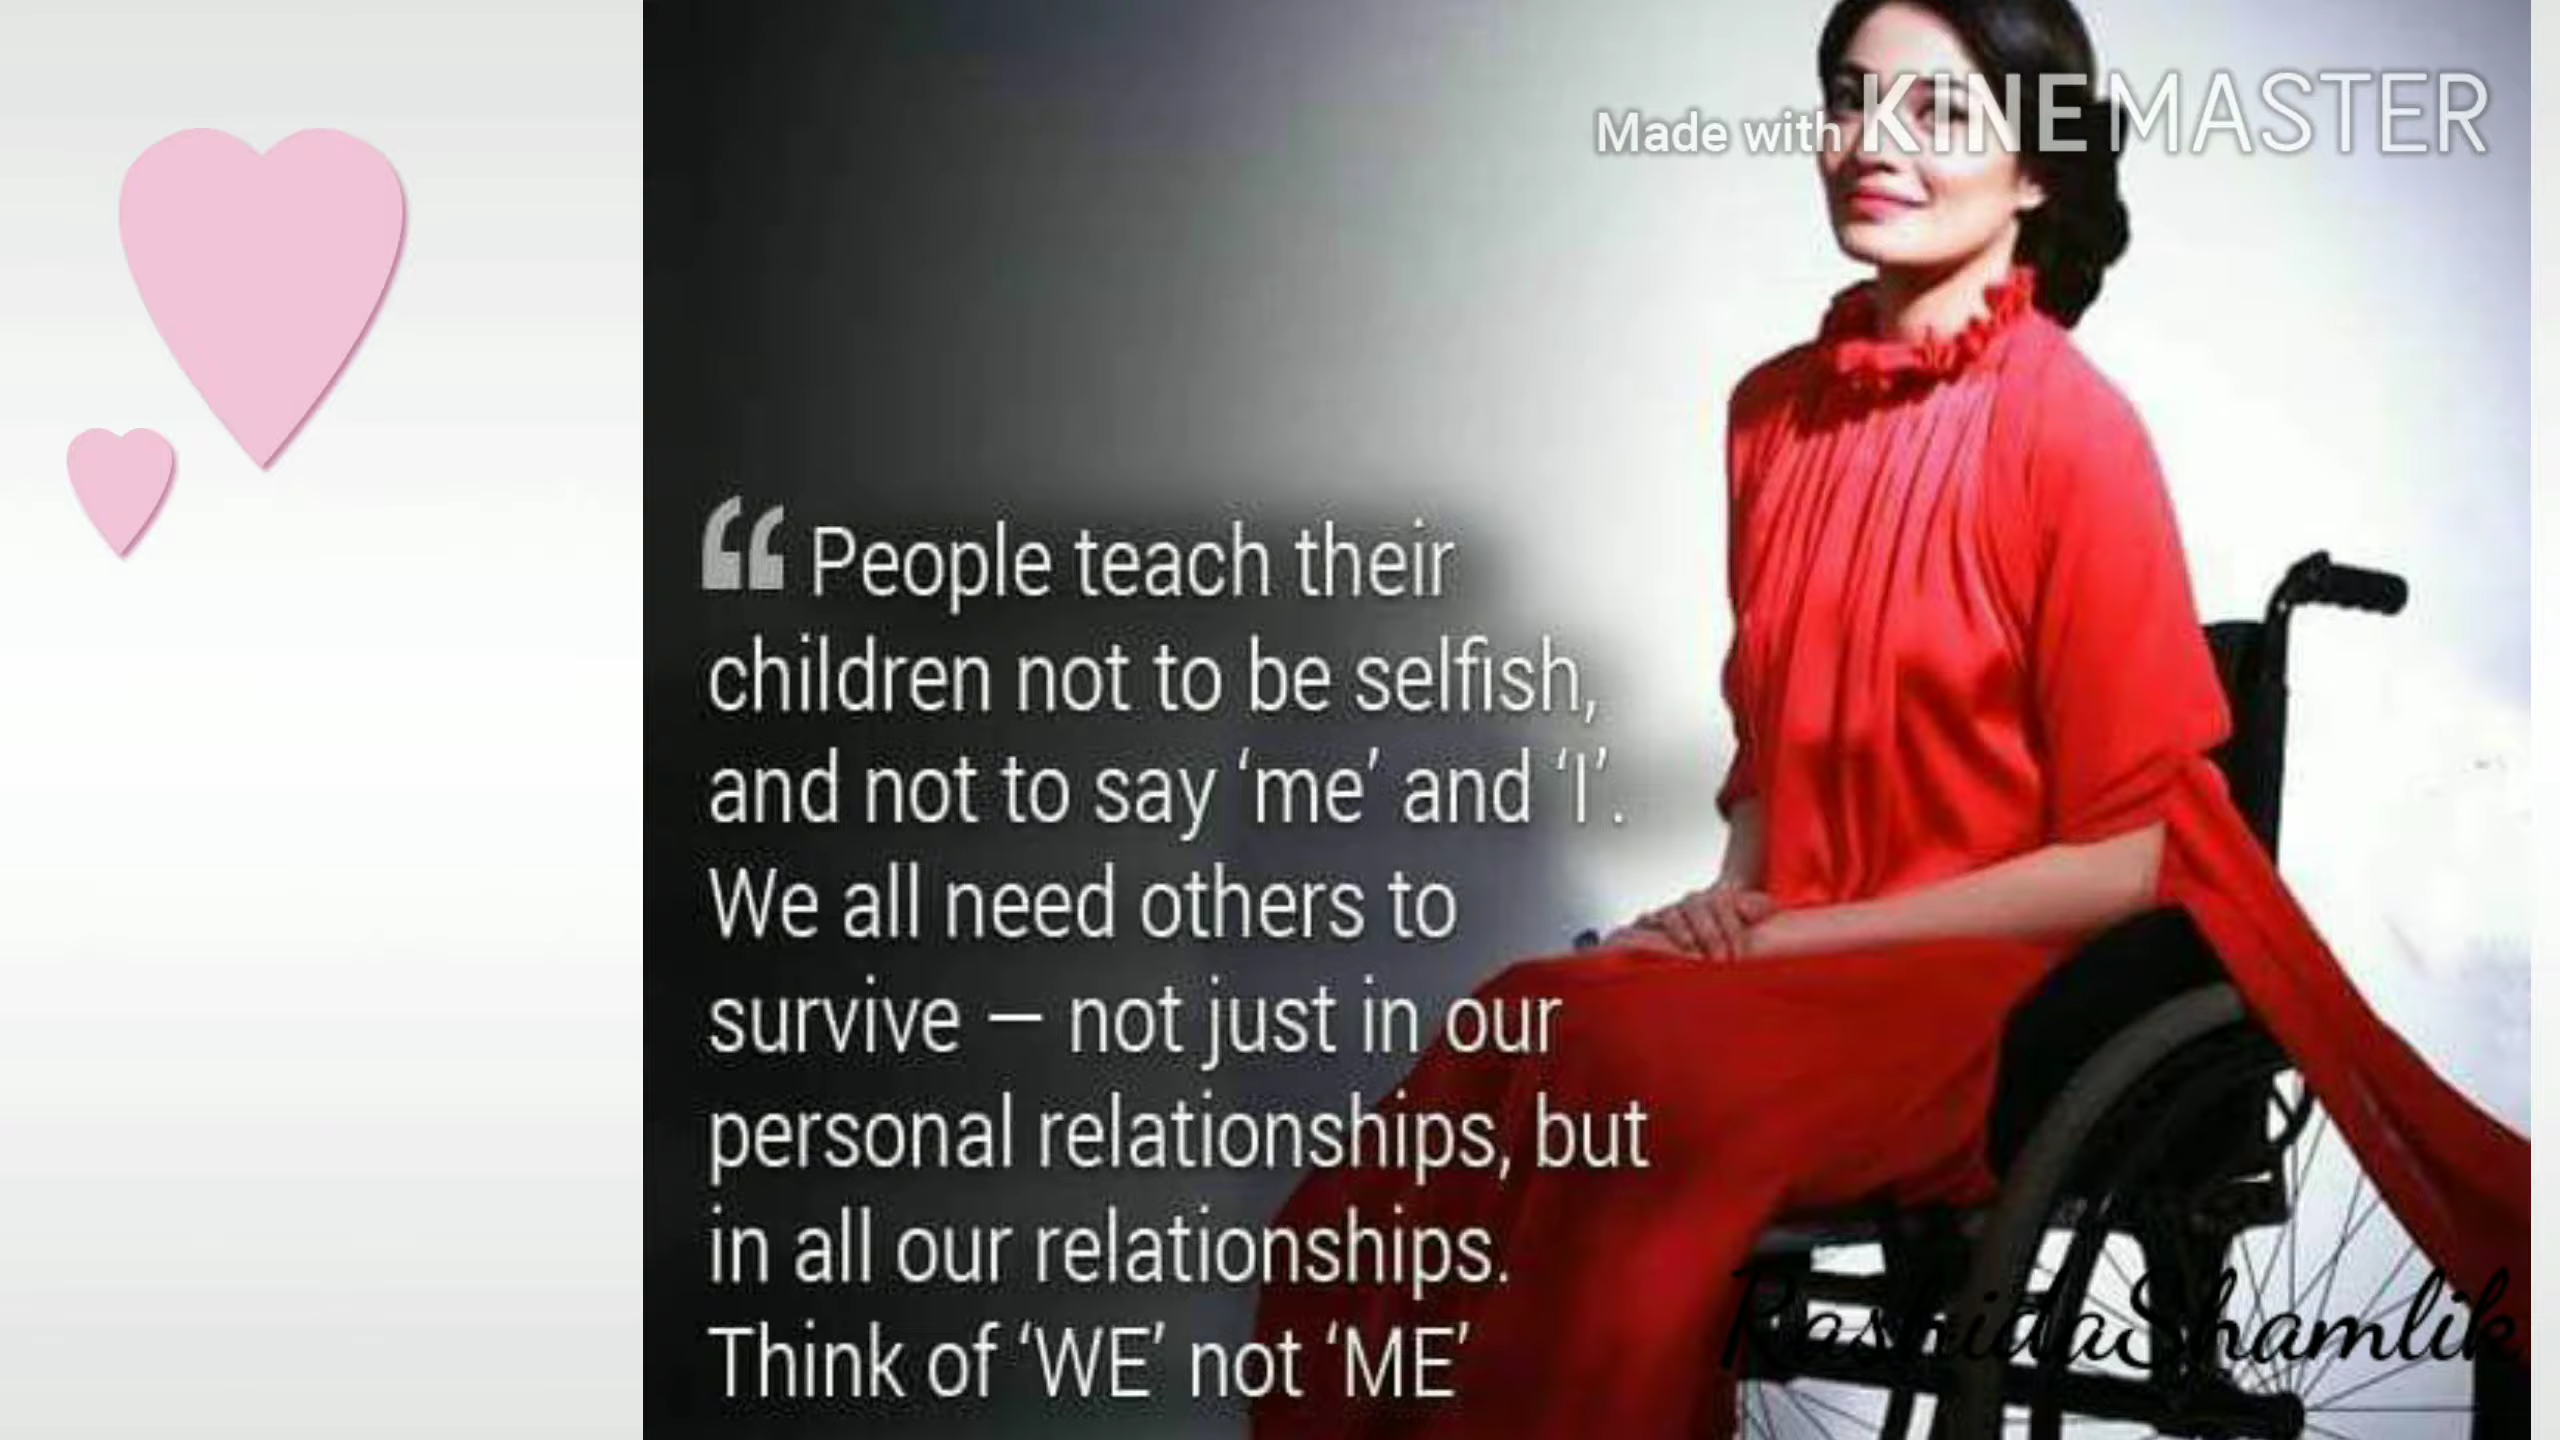 Made with KINEMASTER
“ People teach their
children not to be selfish,
and not to say ‘me’ and ‘I’.
We all need others to
survive — not just in our
personal relationships, but
in all our relationships.
Think of ‘WE’ not ‘ME’
RashidaShamlik